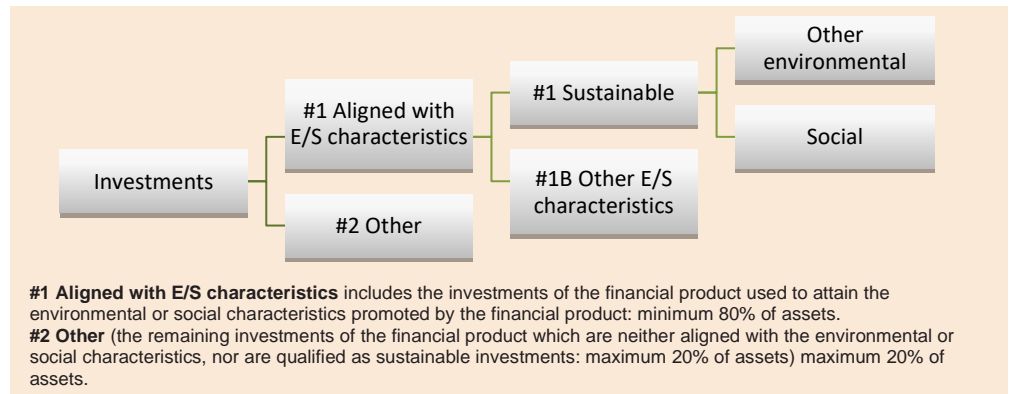 Other
environmental
#1 Sustainable
#1 Aligned with
E/S characteristics
Social
Investments
#1B Other E/S
characteristics
#2 Other
#1 Aligned with E/S characteristics includes the investments of the financial product used to attain the
environmental or social characteristics promoted by the financial product: minimum 80% of assets.
#2 Other (the remaining investments of the financial product which are neither aligned with the environmental or
social characteristics, nor are qualified as sustainable investments: maximum 20% of assets) maximum 20% of
assets.